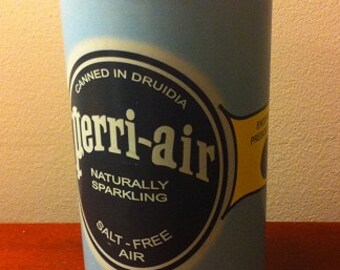 CANNED IN DRUIDIA
perri-air
NATURALLY
SPARKLING
SALT - FREE
AIR